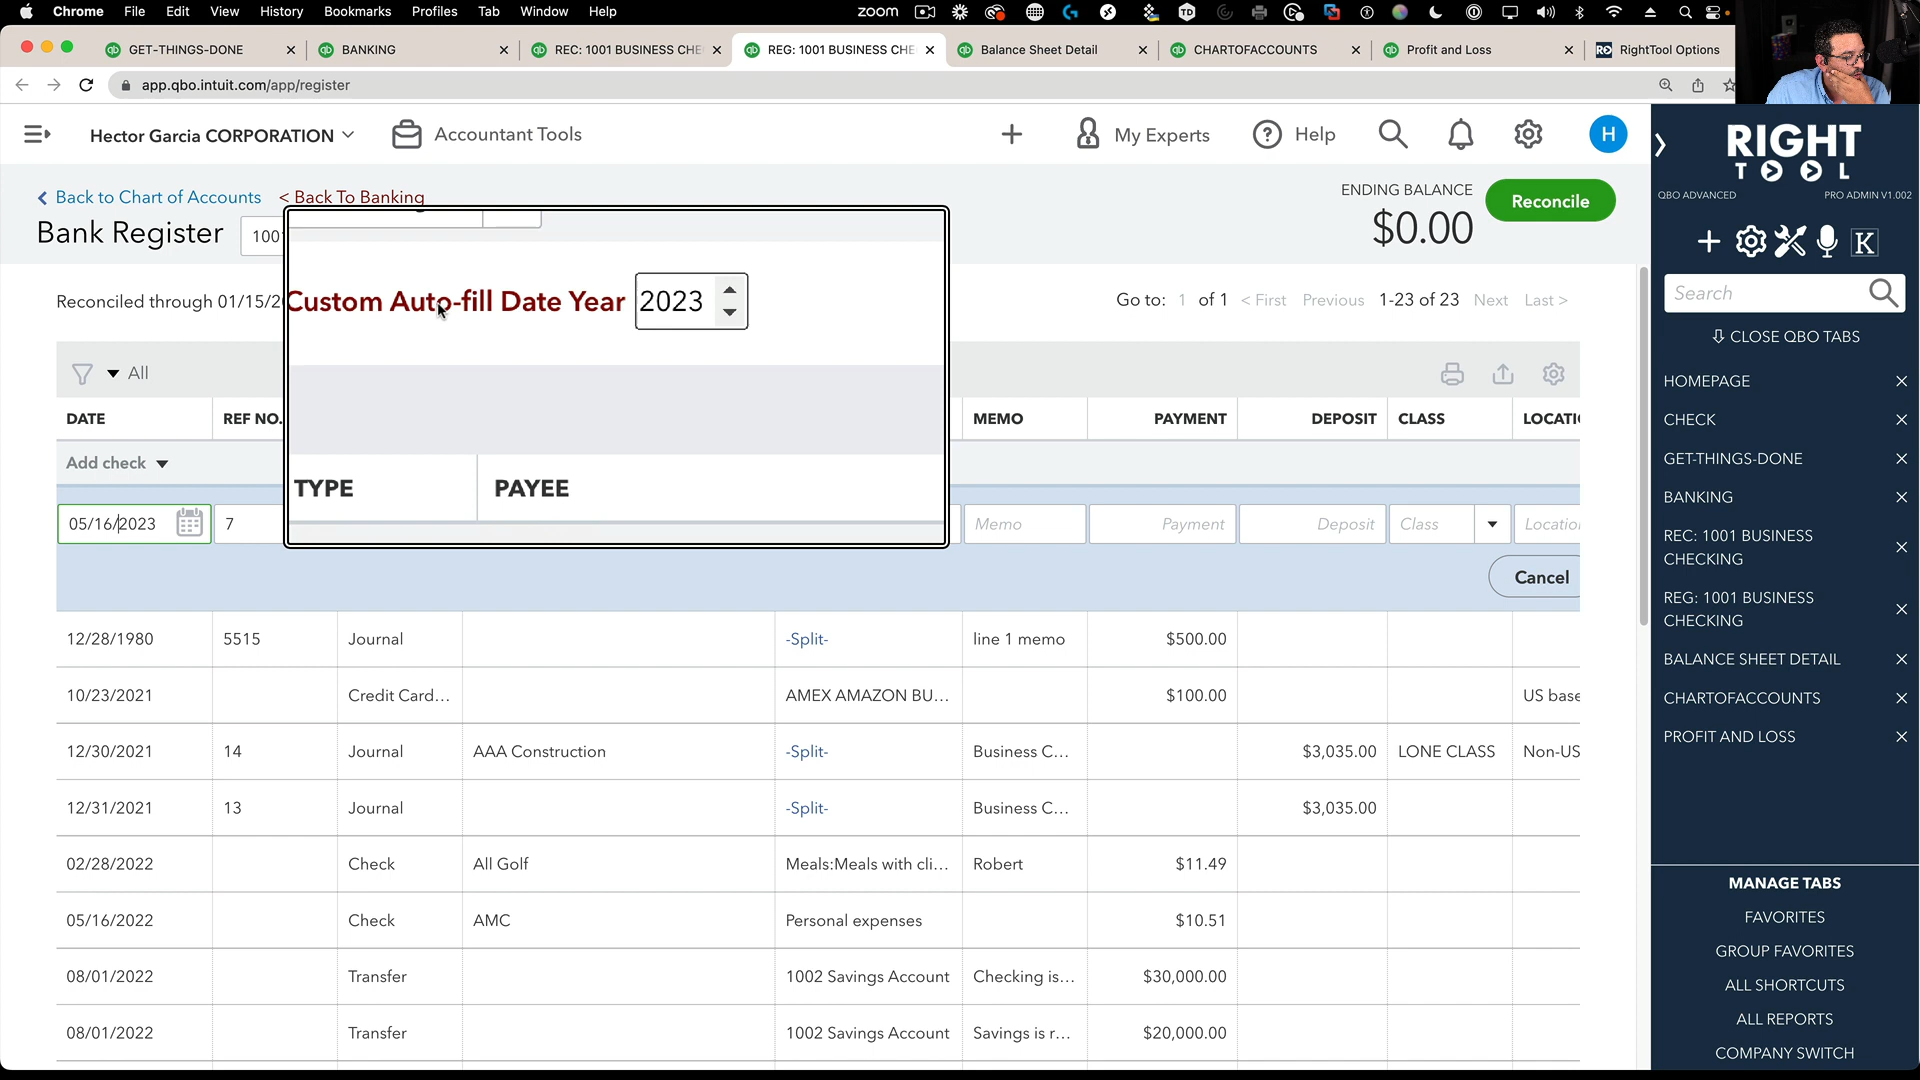 Chrome File Edit View History Bookmarks Profiles Tab Window Help zoom
GET-THINGS-DONE BANKING REC: 1001 BUSINESS CHE REG: 1001 BUSINESS CHE Balance Sheet Detail CHARTOFACCOUNTS Profit and Loss RightTool Options
app.qbo.intuit.com/app/register
Hector Garcia CORPORATION Accountant Tools My Experts Help H
< Back to Chart of Accounts < Back To Banking
ENDING BALANCE
$0.00
Reconcile
Bank Register 1001
Reconciled through 01/15/2
Custom Auto-fill Date Year 2023
Go to: 1 of 1 < First Previous 1-23 of 23 Next Last >
All
DATE REF NO. MEMO PAYMENT DEPOSIT CLASS LOCATI
Add check
TYPE PAYEE
05/16/2023 7 Memo Payment Deposit Class Locatio
Cancel
12/28/1980 5515 Journal -Split- line 1 memo $500.00
10/23/2021 Credit Card... AMEX AMAZON BU... $100.00 US base
12/30/2021 14 Journal AAA Construction -Split- Business C... $3,035.00 LONE CLASS Non-US
12/31/2021 13 Journal -Split- Business C... $3,035.00
02/28/2022 Check All Golf Meals:Meals with cli... Robert $11.49
05/16/2022 Check AMC Personal expenses $10.51
08/01/2022 Transfer 1002 Savings Account Checking is... $30,000.00
08/01/2022 Transfer 1002 Savings Account Savings is r... $20,000.00
RIGHT
TOOL
QBO ADVANCED PRO ADMIN V1.002
K
Search
CLOSE QBO TABS
HOMEPAGE
CHECK
GET-THINGS-DONE
BANKING
REC: 1001 BUSINESS
CHECKING
REG: 1001 BUSINESS
CHECKING
BALANCE SHEET DETAIL
CHARTOFACCOUNTS
PROFIT AND LOSS
MANAGE TABS
FAVORITES
GROUP FAVORITES
ALL SHORTCUTS
ALL REPORTS
COMPANY SWITCH